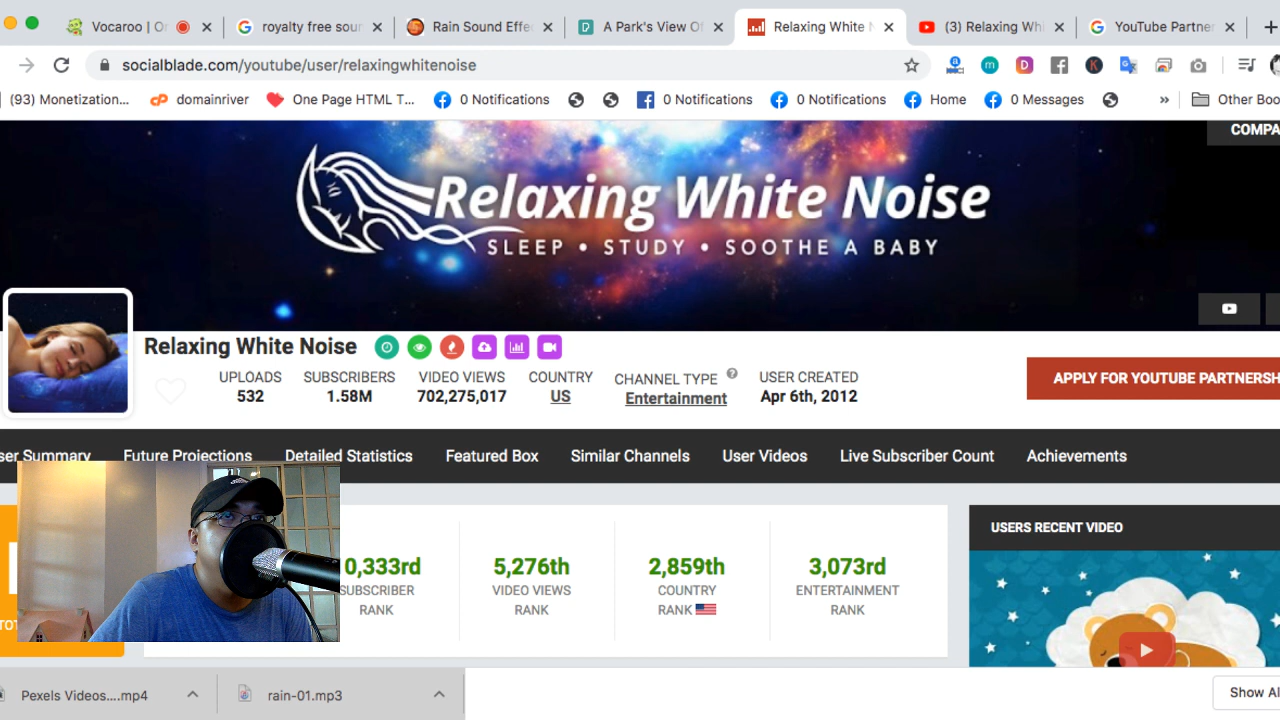 Vocaroo | On
royalty free sour
Rain Sound Effe
A Park's View Of
Relaxing White N
(3) Relaxing Whi
YouTube Partner
socialblade.com/youtube/user/relaxingwhitenoise
(93) Monetization...
domainriver
One Page HTML T...
0 Notifications
0 Notifications
0 Notifications
Home
0 Messages
»
Other Boo
COMPA
Relaxing White Noise
SLEEP • STUDY • SOOTHE A BABY
Relaxing White Noise
UPLOADS
532
SUBSCRIBERS
1.58M
VIDEO VIEWS
702,275,017
COUNTRY
US
CHANNEL TYPE
Entertainment
USER CREATED
Apr 6th, 2012
APPLY FOR YOUTUBE PARTNERSH
ser Summary
Future Projections
Detailed Statistics
Featured Box
Similar Channels
User Videos
Live Subscriber Count
Achievements
0,333rd
SUBSCRIBER
RANK
5,276th
VIDEO VIEWS
RANK
2,859th
COUNTRY
RANK
3,073rd
ENTERTAINMENT
RANK
USERS RECENT VIDEO
TOT
Pexels Videos....mp4
rain-01.mp3
Show Al